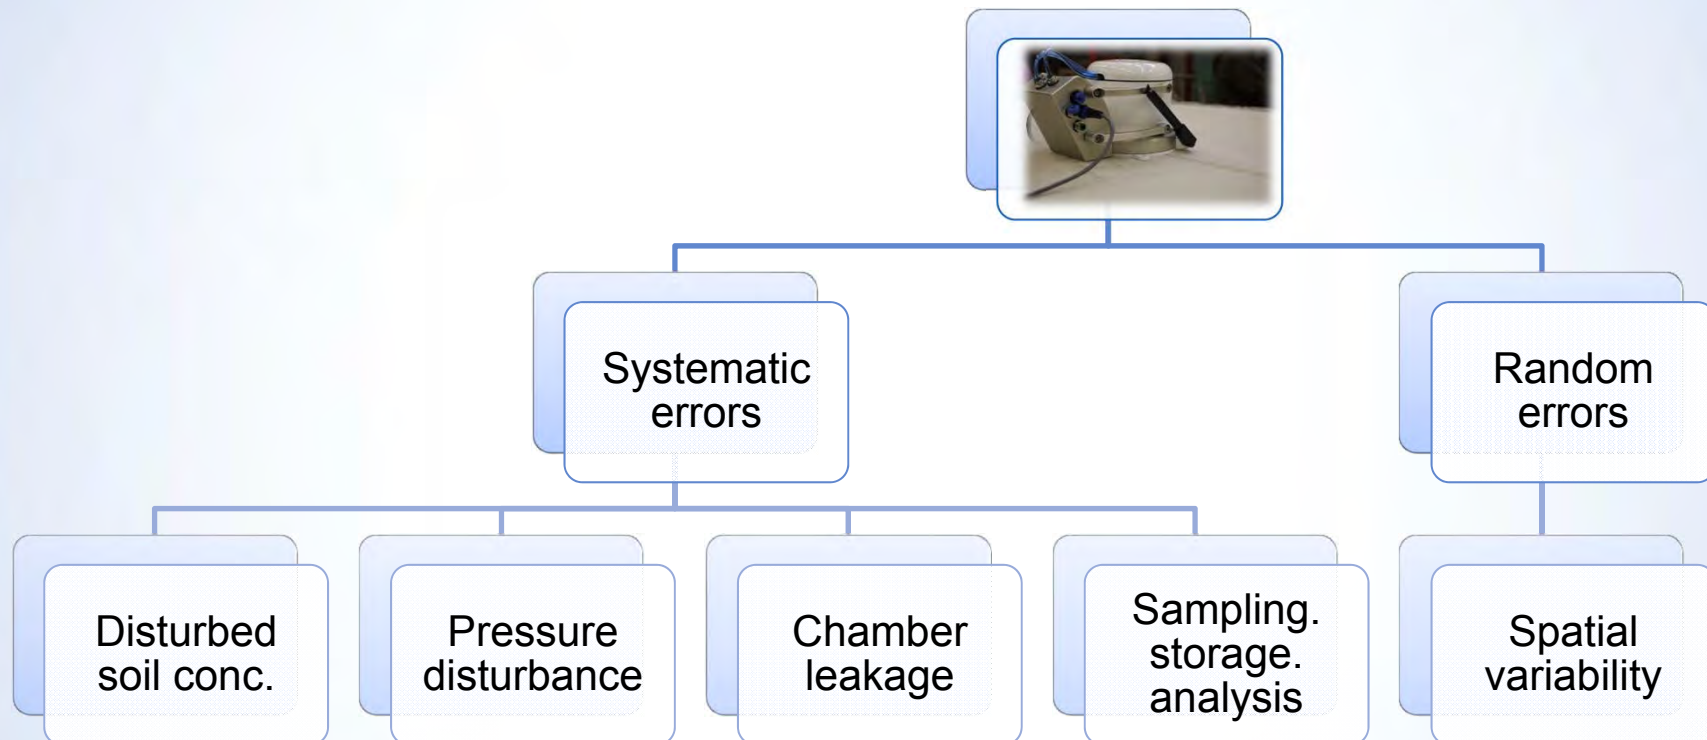 Systematic
errors
Random
errors
Disturbed
soil conc.
Pressure
disturbance
Chamber
leakage
Sampling.
storage.
analysis
Spatial
variability